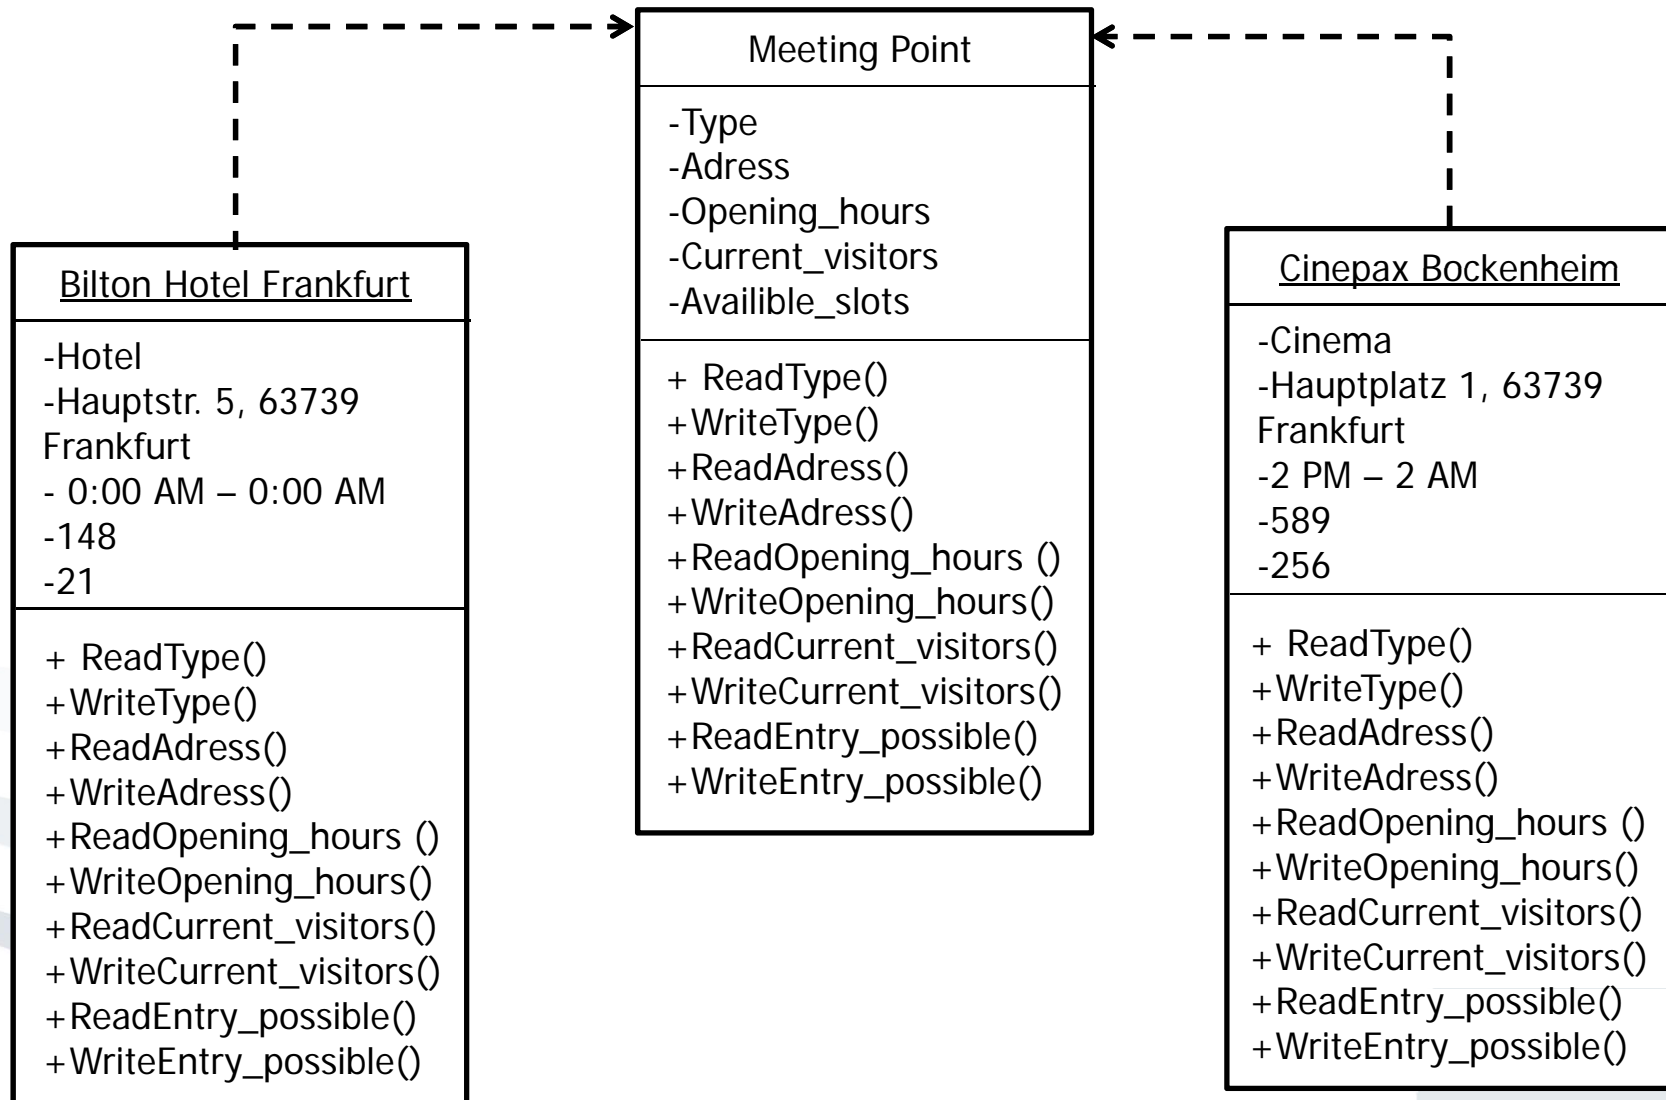 Meeting Point
-Type
-Adress
-Opening_hours
-Current_visitors
-Availible_slots
+ ReadType()
+WriteType()
+ReadAdress()
+WriteAdress()
+ReadOpening_hours ()
+WriteOpening_hours()
+ReadCurrent_visitors()
+WriteCurrent_visitors()
+ReadEntry_possible()
+WriteEntry_possible()
Bilton Hotel Frankfurt
-Hotel
-Hauptstr. 5, 63739
Frankfurt
- 0:00 AM – 0:00 AM
-148
-21
+ ReadType()
+WriteType()
+ReadAdress()
+WriteAdress()
+ReadOpening_hours ()
+WriteOpening_hours()
+ReadCurrent_visitors()
+WriteCurrent_visitors()
+ReadEntry_possible()
+WriteEntry_possible()
Cinepax Bockenheim
-Cinema
-Hauptplatz 1, 63739
Frankfurt
-2 PM – 2 AM
-589
-256
+ ReadType()
+WriteType()
+ReadAdress()
+WriteAdress()
+ReadOpening_hours ()
+WriteOpening_hours()
+ReadCurrent_visitors()
+WriteCurrent_visitors()
+ReadEntry_possible()
+WriteEntry_possible()